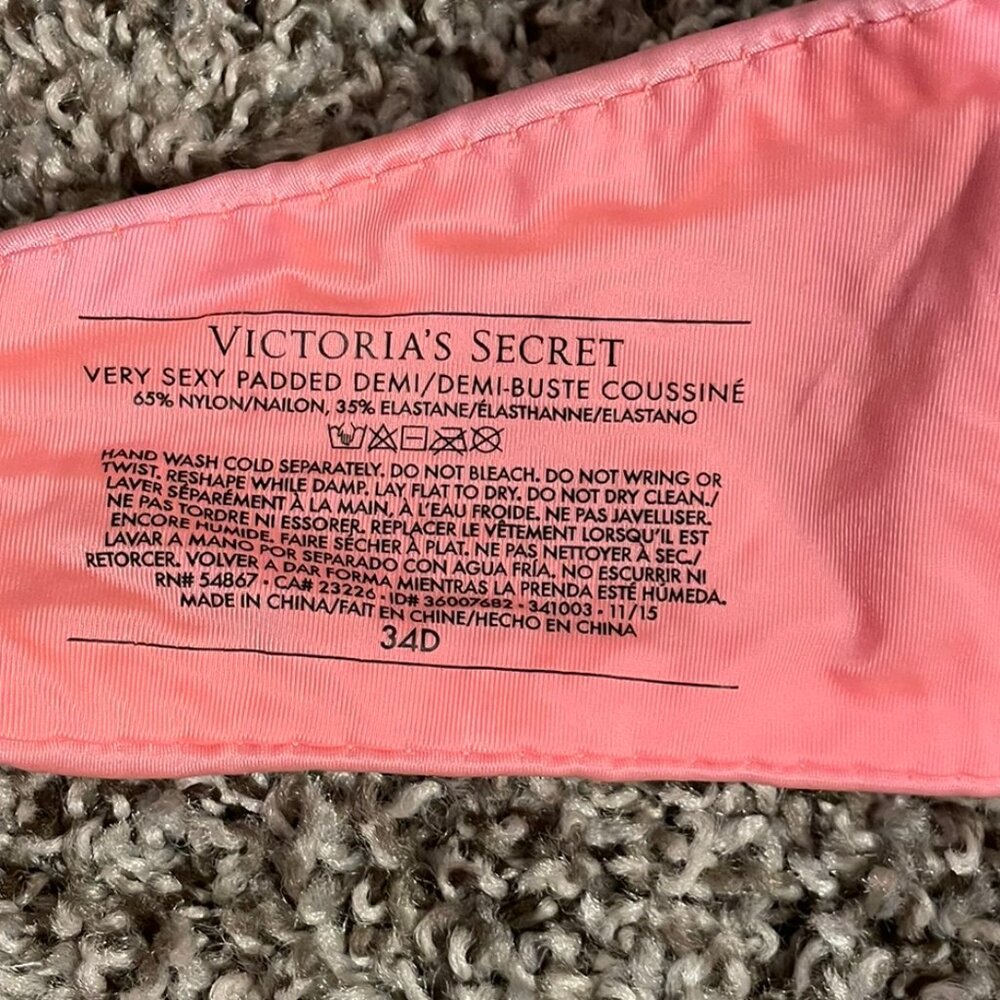 VICTORIA'S SECRET
VERY SEXY PADDED DEMI/DEMI-BUSTE COUSSINÉ
65% NYLON/NAILON, 35% ELASTANE/ÉLASTHANNE/ELASTANO
HAND WASH COLD SEPARATELY. DO NOT BLEACH. DO NOT WRING OR
TWIST. RESHAPE WHILE DAMP. LAY FLAT TO DRY. DO NOT DRY CLEAN./
LAVER SÉPARÉMENT À LA MAIN, À L'EAU FROIDE. NE PAS JAVELLISER.
NE PAS TORDRE NI ESSORER. REPLACER LE VÊTEMENT LORSQU'IL EST
ENCORE HUMIDE. FAIRE SÉCHER À PLAT. NE PAS NETTOYER À SEC./
LAVAR A MANO POR SEPARADO CON AGUA FRÍA. NO ESCURRIR NI
RETORCER. VOLVER A DAR FORMA MIENTRAS LA PRENDA ESTÉ HÚMEDA.
RN# 54867 • CA# 23226 • ID# 36007682 - 341003 • 11/15
MADE IN CHINA/FAIT EN CHINE/HECHO EN CHINA
34D